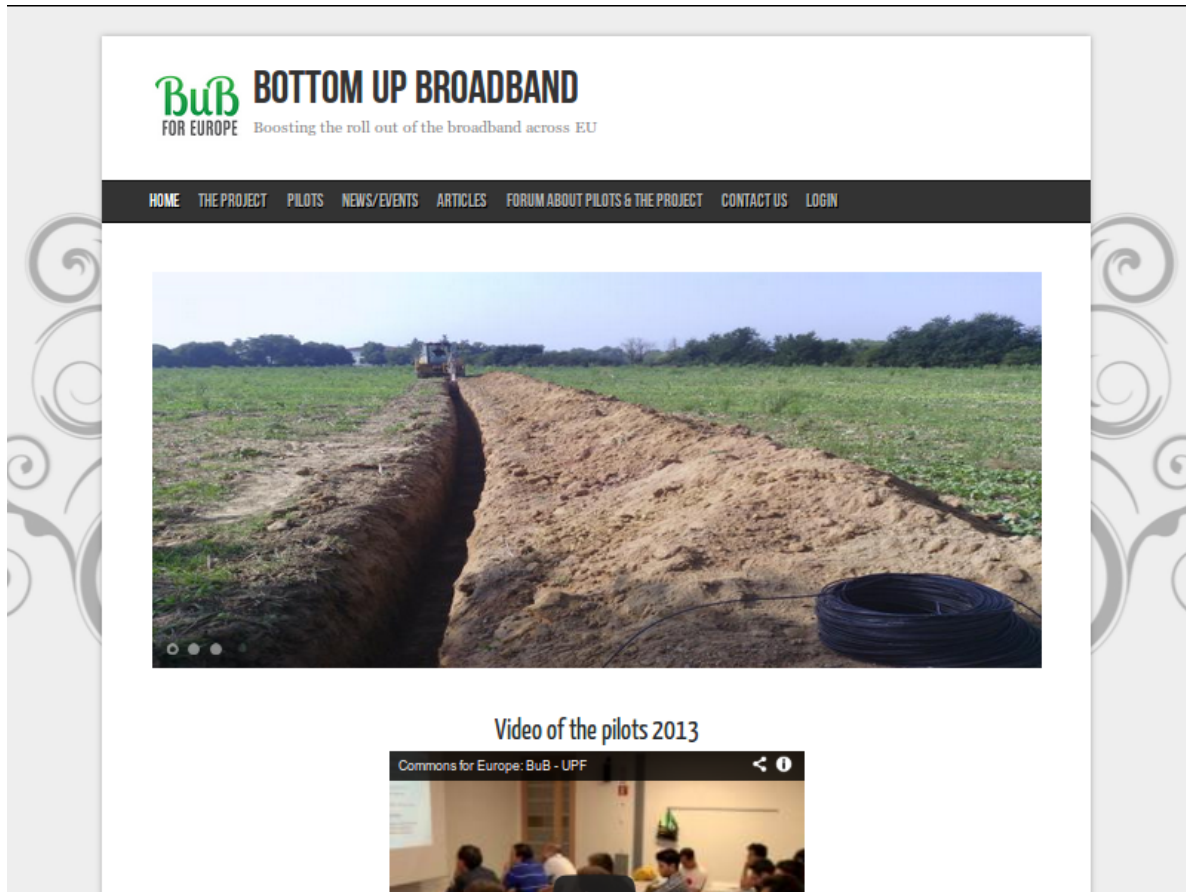 BuB
FOR EUROPE
BOTTOM UP BROADBAND
Boosting the roll out of the broadband across EU
HOME THE PROJECT PILOTS NEWS/EVENTS ARTICLES FORUM ABOUT PILOTS & THE PROJECT CONTACT US LOGIN
Video of the pilots 2013
Commons for Europe: BuB - UPF